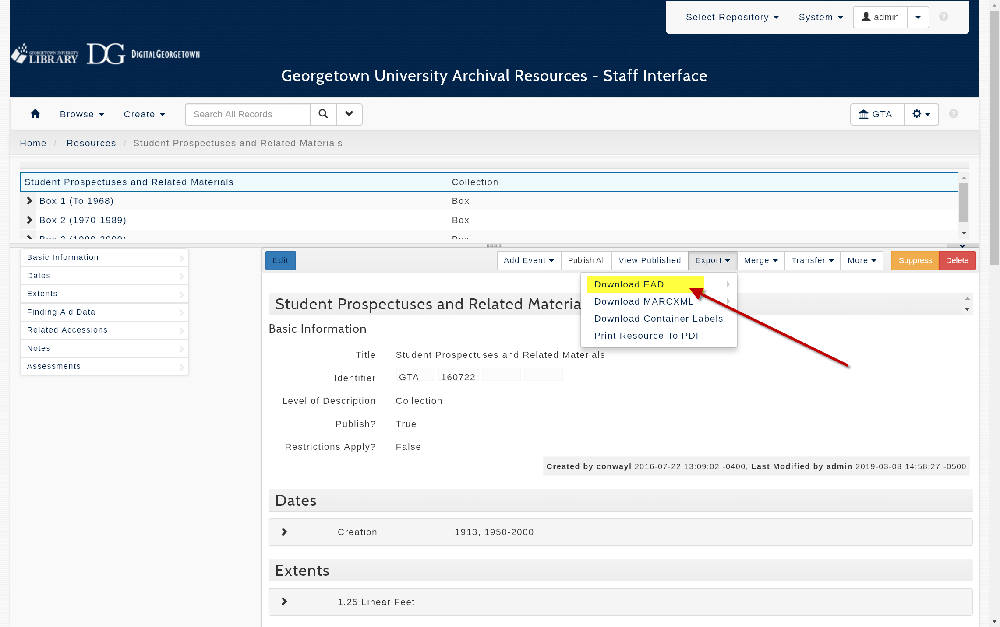 Select Repository
System
admin
GEORGETOWN UNIVERSITY
LIBRARY
DG DIGITALGEORGETOWN
Georgetown University Archival Resources - Staff Interface
Browse
Create
Search All Records
GTA
Home / Resources / Student Prospectuses and Related Materials
Student Prospectuses and Related Materials Collection
Box 1 (To 1968) Box
Box 2 (1970-1989) Box
Box 3 (1990-2000) Box
Basic Information
Dates
Extents
Finding Aid Data
Related Accessions
Notes
Assessments
Edit
Add Event
Publish All
View Published
Export
Merge
Transfer
More
Suppress
Delete
Download EAD
Download MARCXML
Download Container Labels
Print Resource To PDF
Student Prospectuses and Related Materia
Basic Information
Title Student Prospectuses and Related Materials
Identifier GTA 160722
Level of Description Collection
Publish? True
Restrictions Apply? False
Created by conwayl 2016-07-22 13:09:02 -0400, Last Modified by admin 2019-03-08 14:58:27 -0500
Dates
Creation 1913, 1950-2000
Extents
1.25 Linear Feet